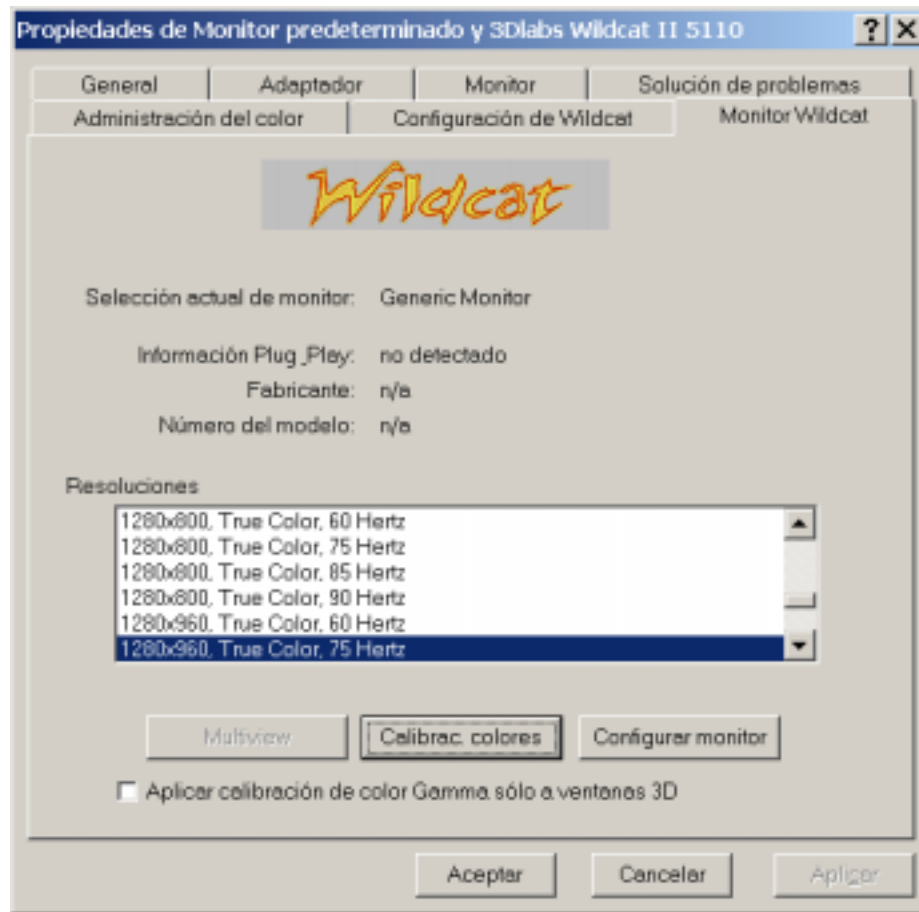 Propiedades de Monitor predeterminado y 3Dlabs Wildcat II 5110
General Adaptador Monitor Solución de problemas
Administración del color Configuración de Wildcat Monitor Wildcat
Wildcat
Selección actual de monitor: Generic Monitor
Información Plug_Play: no detectado
Fabricante: n/a
Número del modelo: n/a
Resoluciones
1280x800, True Color, 60 Hertz
1280x800, True Color, 75 Hertz
1280x800, True Color, 85 Hertz
1280x800, True Color, 90 Hertz
1280x960, True Color, 60 Hertz
1280x960, True Color, 75 Hertz
Multiview Calibrac. colores Configurar monitor
Aplicar calibración de color Gamma sólo a ventanas 3D
Aceptar Cancelar Aplicar